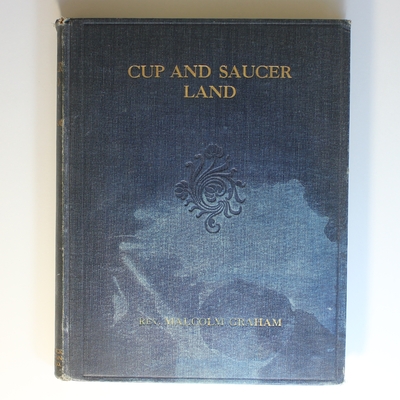 CUP AND SAUCER
LAND
REV. MALCOLM GRAHAM